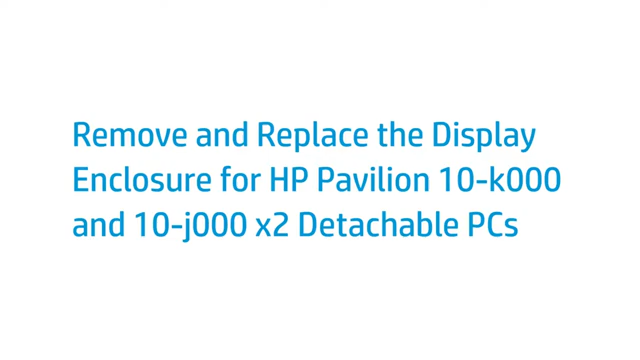 Remove and Replace the Display
Enclosure for HP Pavilion 10-k000
and 10-j000 x2 Detachable PCs